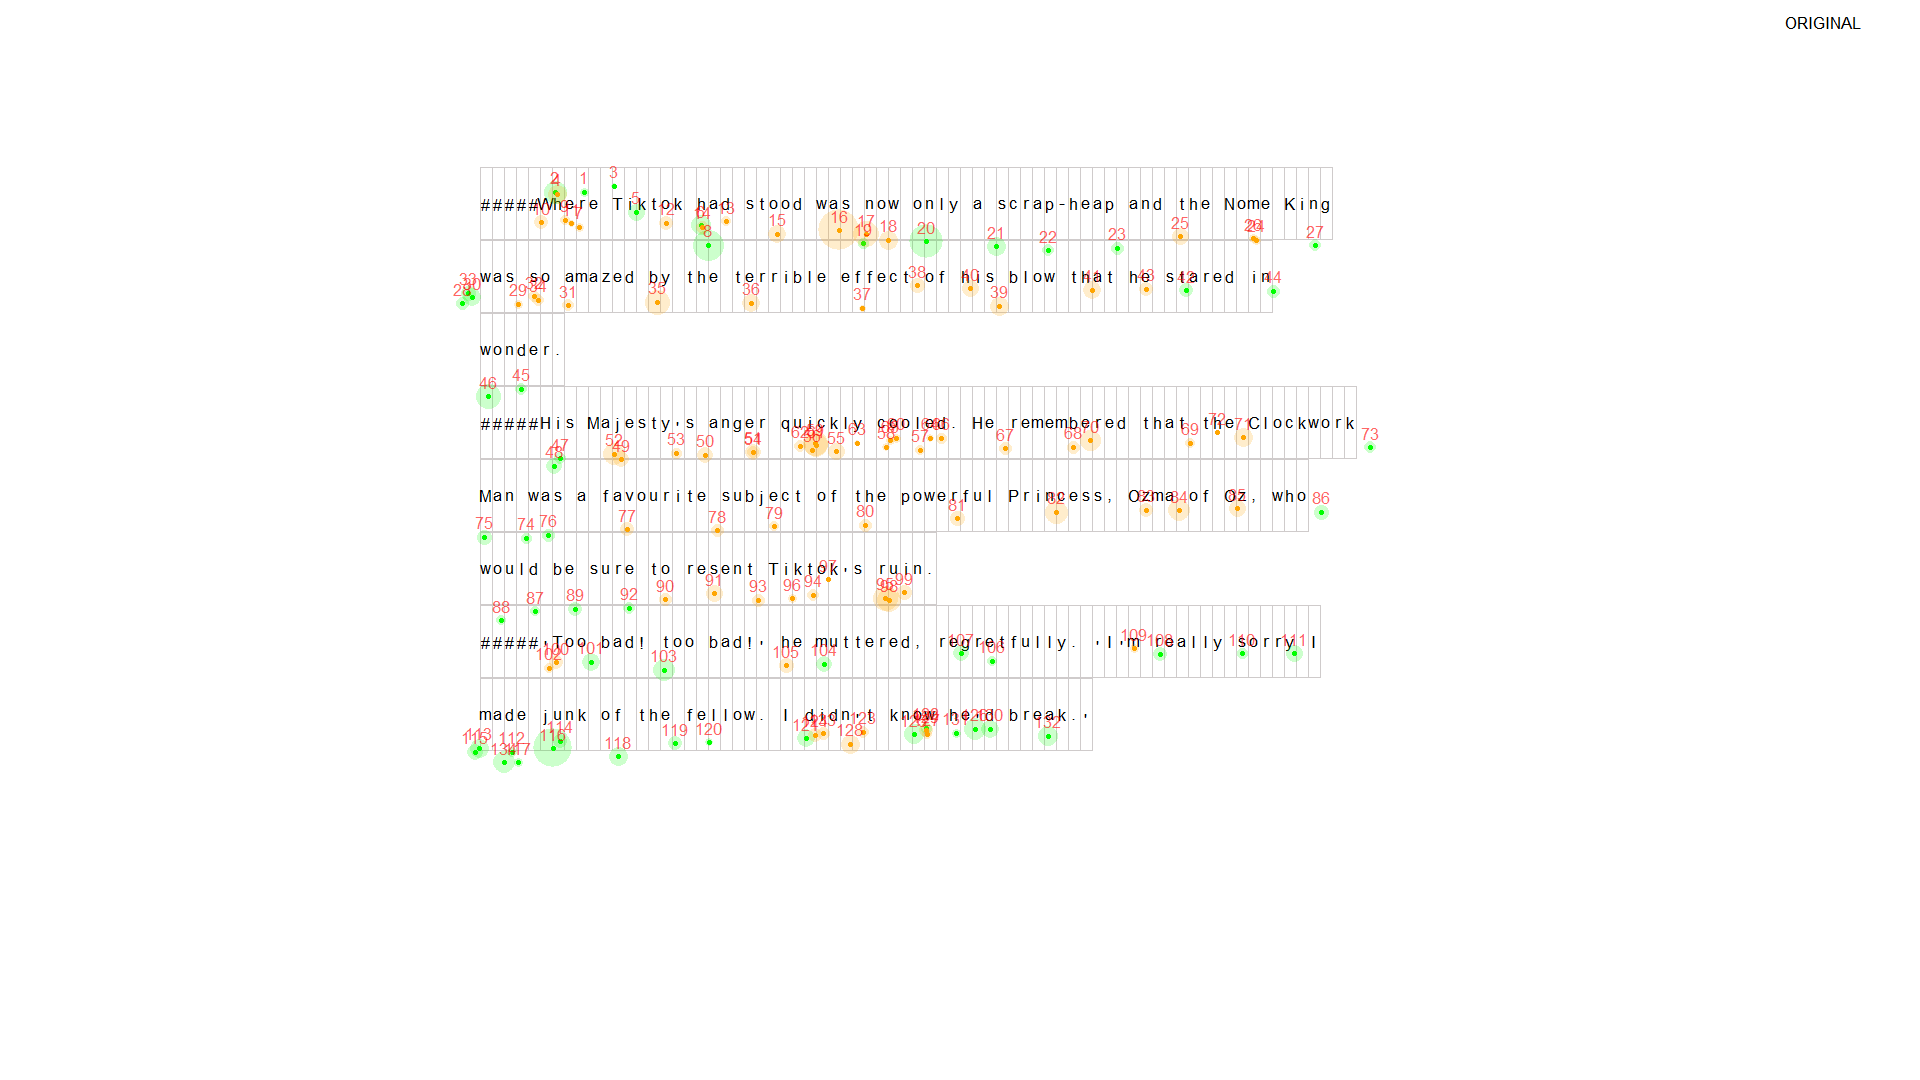 ORIGINAL
#####Where Tiktok had stood was now only a scrap-heap and the Nome King
was so amazed by the terrible effect of his blow that he stared in
wonder.
#####His Majesty's anger quickly cooled. He remembered that the Clockwork
Man was a favourite subject of the powerful Princess, Ozma of Oz, who
would be sure to resent Tiktok's ruin.
#####'Too bad! too bad!' he muttered, regretfully. 'I'm really sorry I
made junk of the fellow. I didn't know he'd break.'